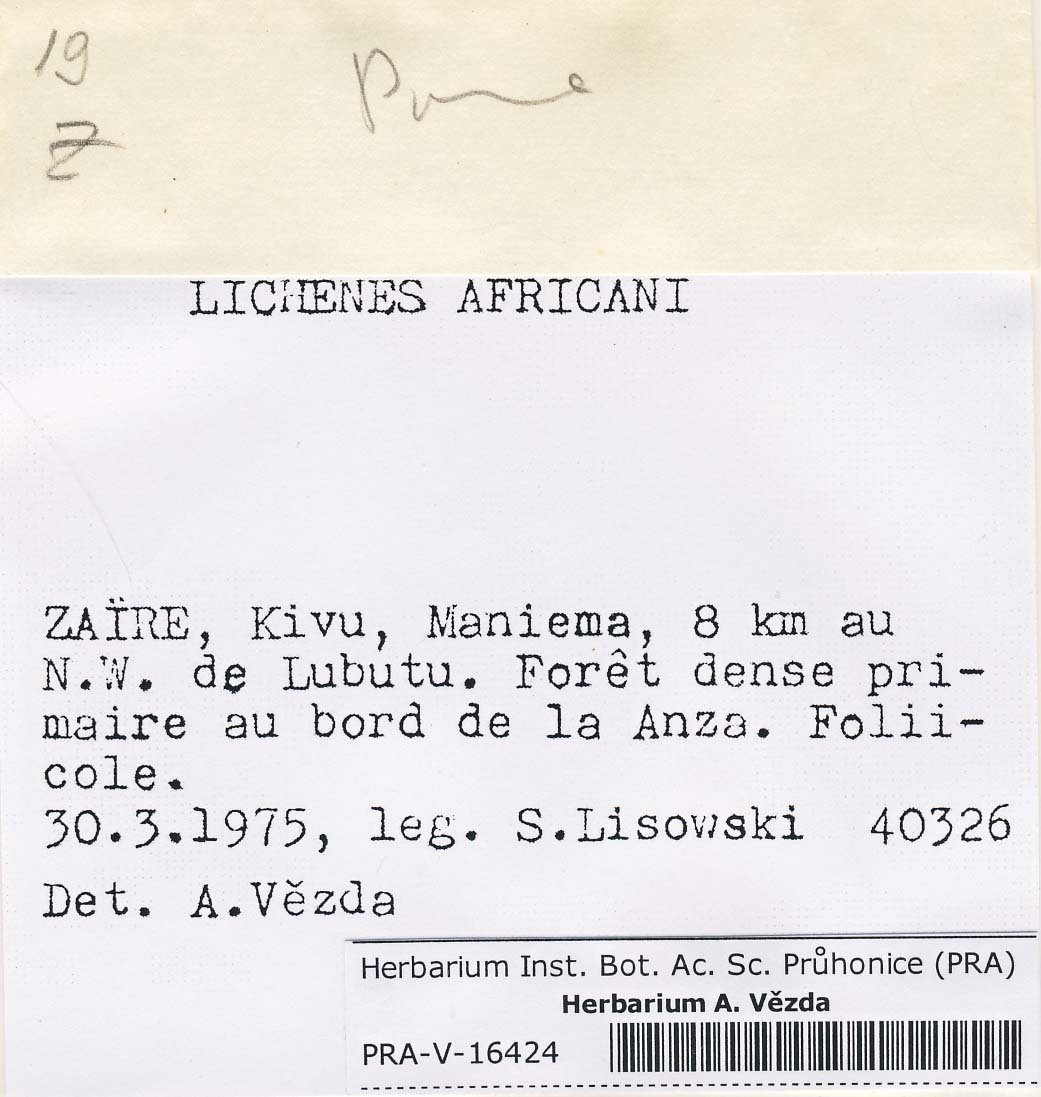 19
Z
LICHENES AFRICANI
ZAÏRE, Kivu, Maniema, 8 km au
N.W. de Lubutu. Forêt dense pri-
maire au bord de la Anza. Folii-
cole.
30.3.1975, leg. S.Lisowski 40326
Det. A.Vězda
Herbarium Inst. Bot. Ac. Sc. Průhonice (PRA)
Herbarium A. Vězda
PRA-V-16424